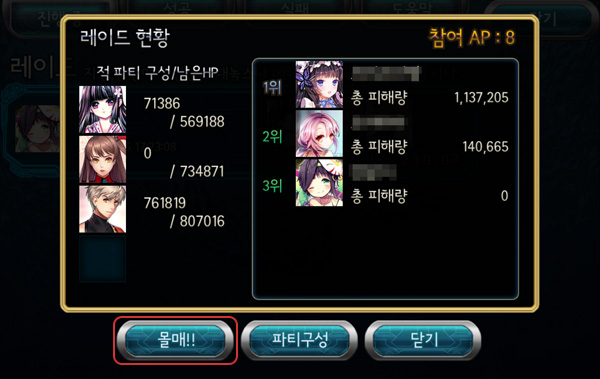 레이드 현황
참여 AP : 8
적 파티 구성/남은HP
71386
/ 569188
0
/ 734871
761819
/ 807016
1위
총 피해량 1,137,205
2위
총 피해량 140,665
3위
총 피해량 0
몰매!!
파티구성
닫기